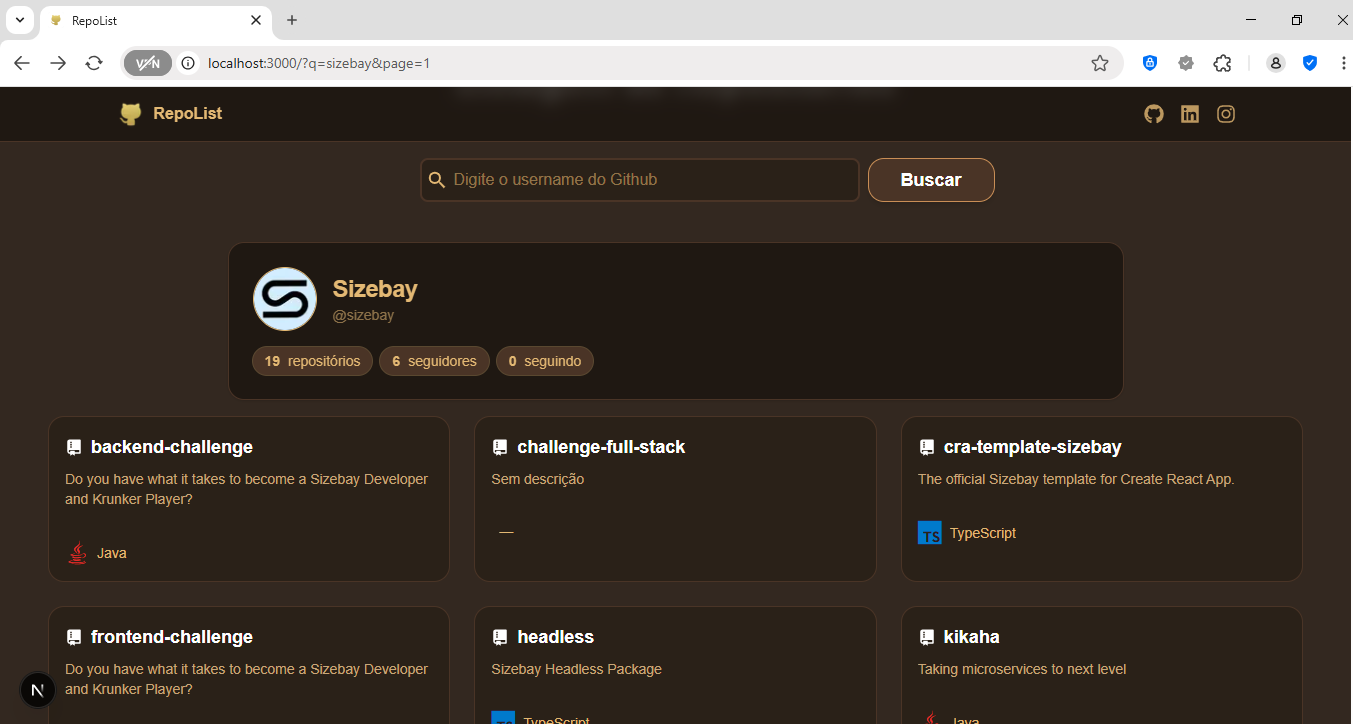 RepoList
VPN
localhost:3000/?q=sizebay&page=1
RepoList
Digite o username do Github
Buscar
Sizebay
@sizebay
19 repositórios
6 seguidores
0 seguindo
backend-challenge
Do you have what it takes to become a Sizebay Developer
and Krunker Player?
Java
challenge-full-stack
Sem descrição
—
cra-template-sizebay
The official Sizebay template for Create React App.
TS TypeScript
frontend-challenge
Do you have what it takes to become a Sizebay Developer
and Krunker Player?
headless
Sizebay Headless Package
TS TypeScript
kikaha
Taking microservices to next level
Java
N